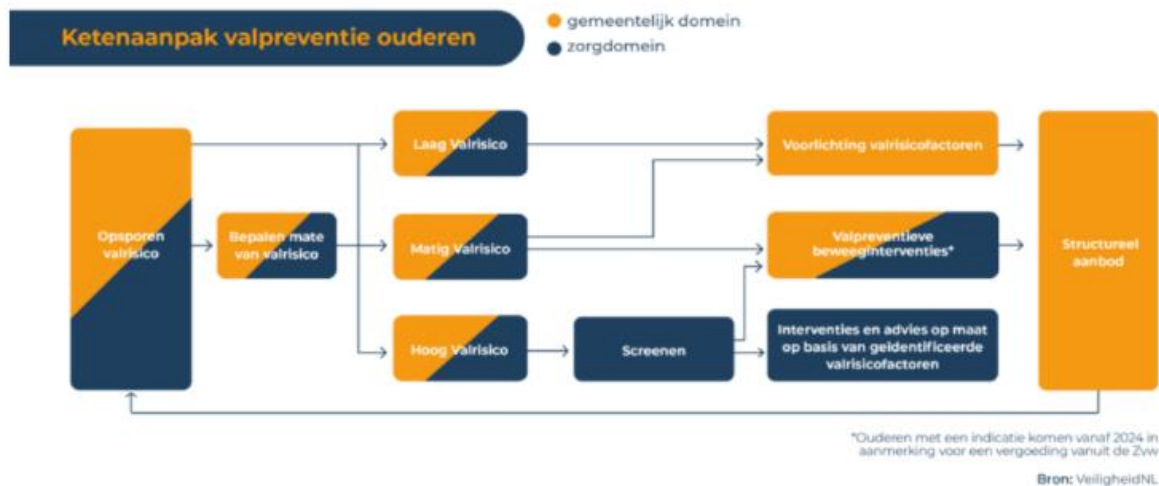 Ketenaanpak valpreventie ouderen
gemeentelijk domein
zorgdomein
Laag Valrisico
Voorlichting valrisicofactoren
Opsporen
valrisico
Bepalen mate
van valrisico
Matig Valrisico
Valpreventieve
beweeginterventies*
Structureel
aanbod
Hoog Valrisico
Screenen
Interventies en advies op maat
op basis van geïdentificeerde
valrisicofactoren
*Ouderen met een indicatie komen vanaf 2024 in
aanmerking voor een vergoeding vanuit de Zvw
Bron: VeiligheidNL